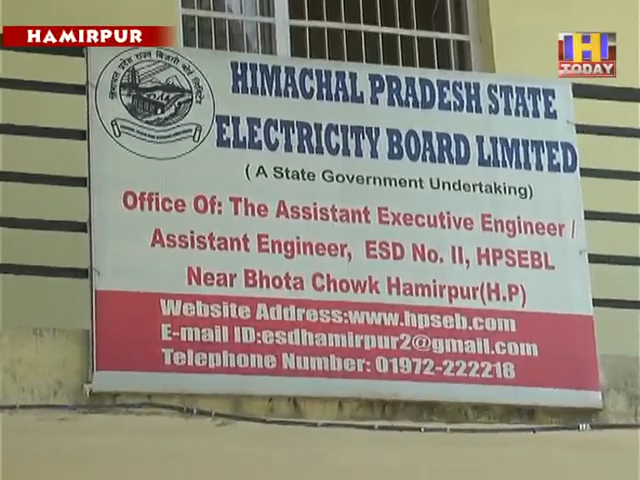 HAMIRPUR
H
TODAY
HIMACHAL PRADESH STATE
ELECTRICITY BOARD LIMITED
( A State Government Undertaking)
Office Of: The Assistant Executive Engineer /
Assistant Engineer, ESD No. II, HPSEBL
Near Bhota Chowk Hamirpur(H.P)
Website Address:www.hpseb.com
E-mail ID:esdhamirpur2@gmail.com
Telephone Number: 01972-222218